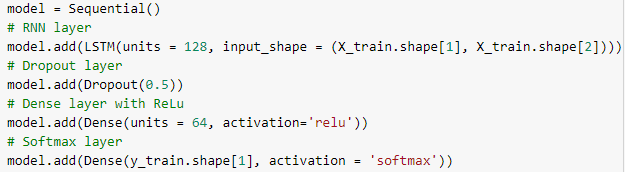 model = Sequential()
# RNN layer
model.add(LSTM(units = 128, input_shape = (X_train.shape[1], X_train.shape[2])))
# Dropout layer
model.add(Dropout(0.5))
# Dense layer with ReLu
model.add(Dense(units = 64, activation='relu'))
# Softmax layer
model.add(Dense(y_train.shape[1], activation = 'softmax'))